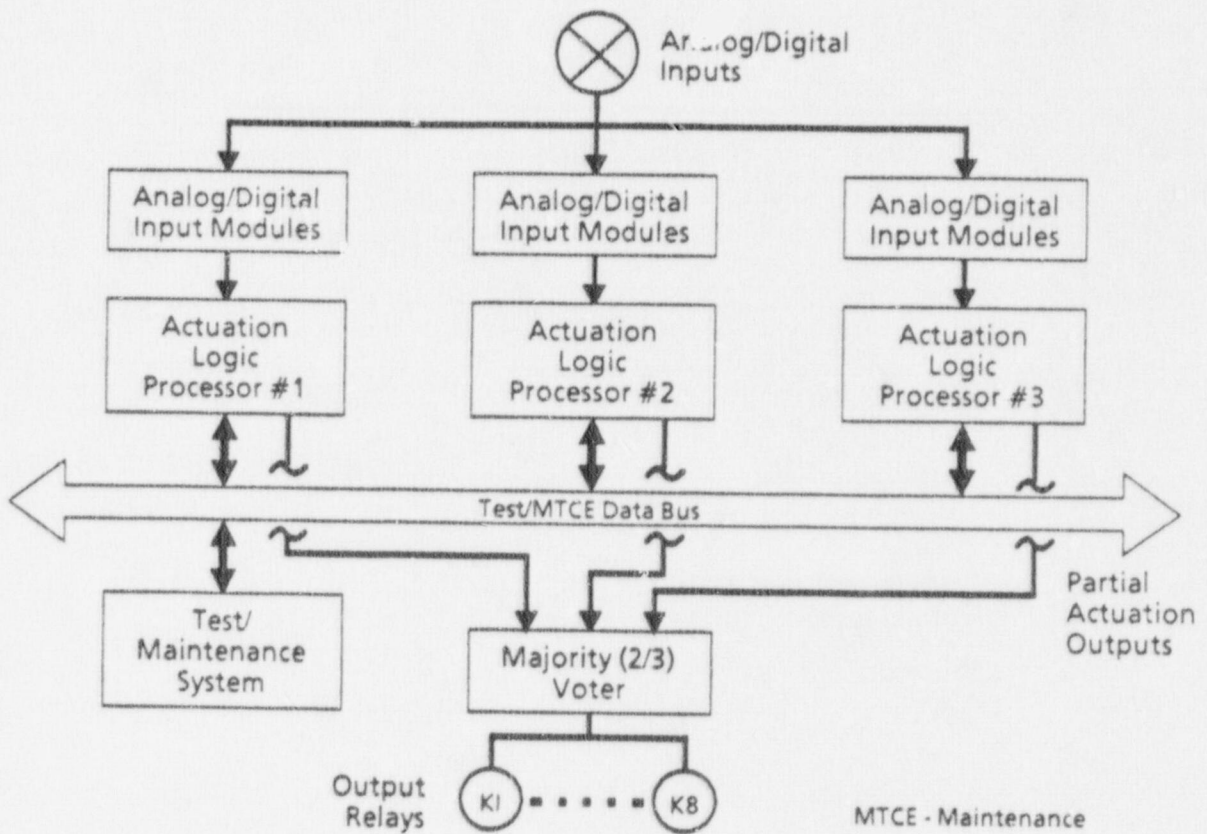 Analog/Digital
Inputs
Analog/Digital
Input Modules
Analog/Digital
Input Modules
Analog/Digital
Input Modules
Actuation
Logic
Processor #1
Actuation
Logic
Processor #2
Actuation
Logic
Processor #3
Test/MTCE Data Bus
Test/
Maintenance
System
Majority (2/3)
Voter
Partial
Actuation
Outputs
Output
Relays
K1
K8
MTCE - Maintenance